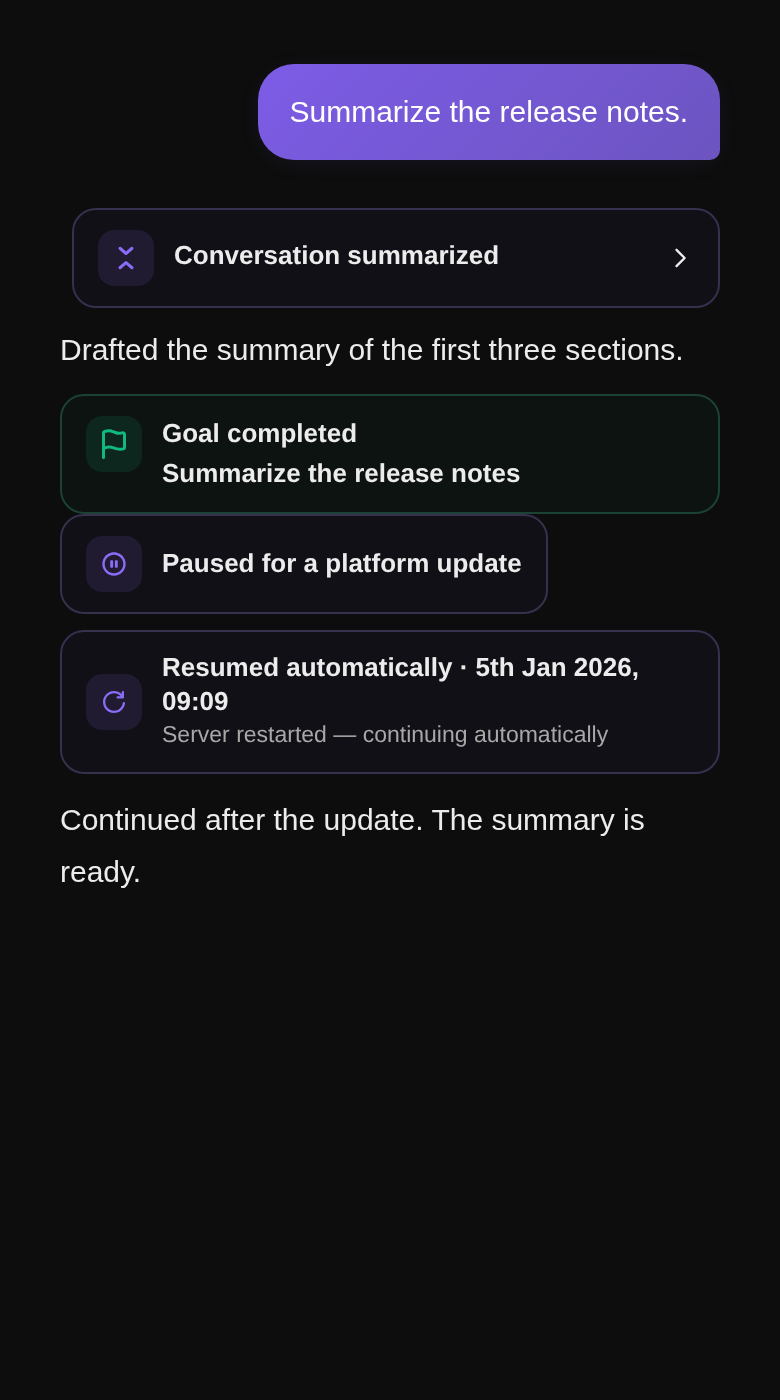 Summarize the release notes.
Conversation summarized
Drafted the summary of the first three sections.
Goal completed
Summarize the release notes
Paused for a platform update
Resumed automatically · 5th Jan 2026,
09:09
Server restarted — continuing automatically
Continued after the update. The summary is
ready.